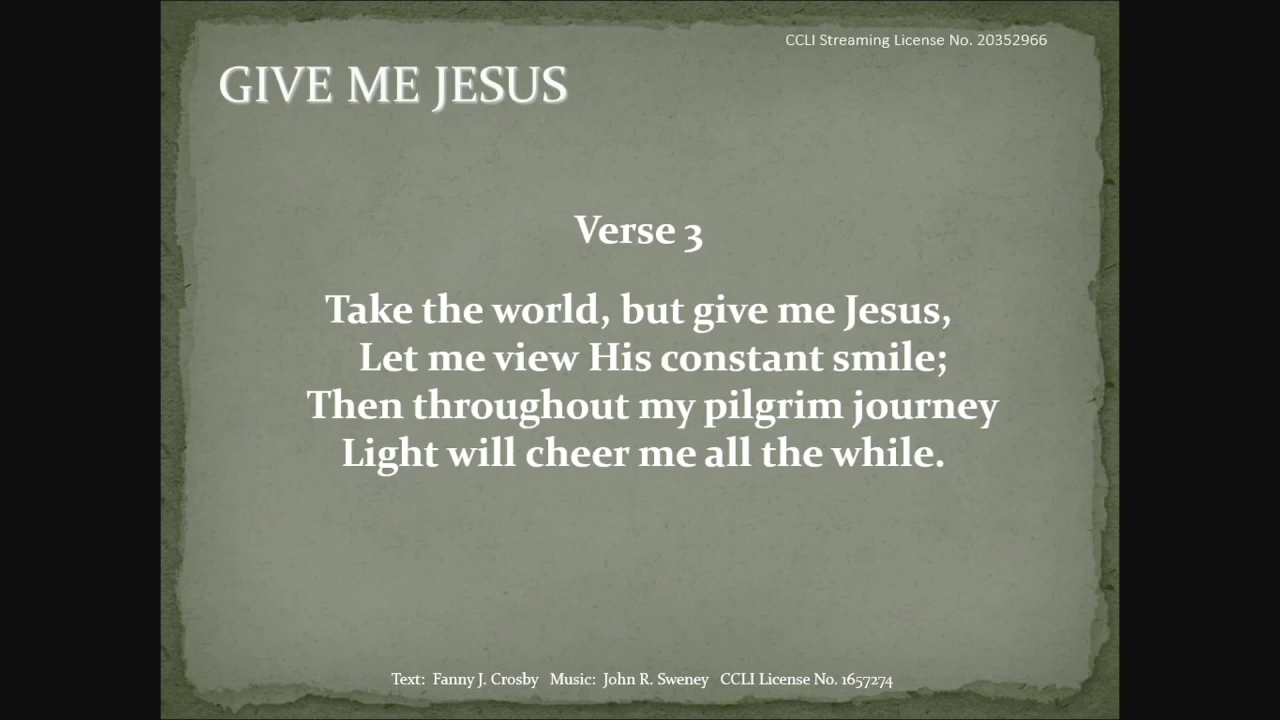 CCLI Streaming License No. 20352966
GIVE ME JESUS
Verse 3
Take the world, but give me Jesus,
Let me view His constant smile;
Then throughout my pilgrim journey
Light will cheer me all the while.
Text: Fanny J. Crosby Music: John R. Sweney CCLI License No. 1657274